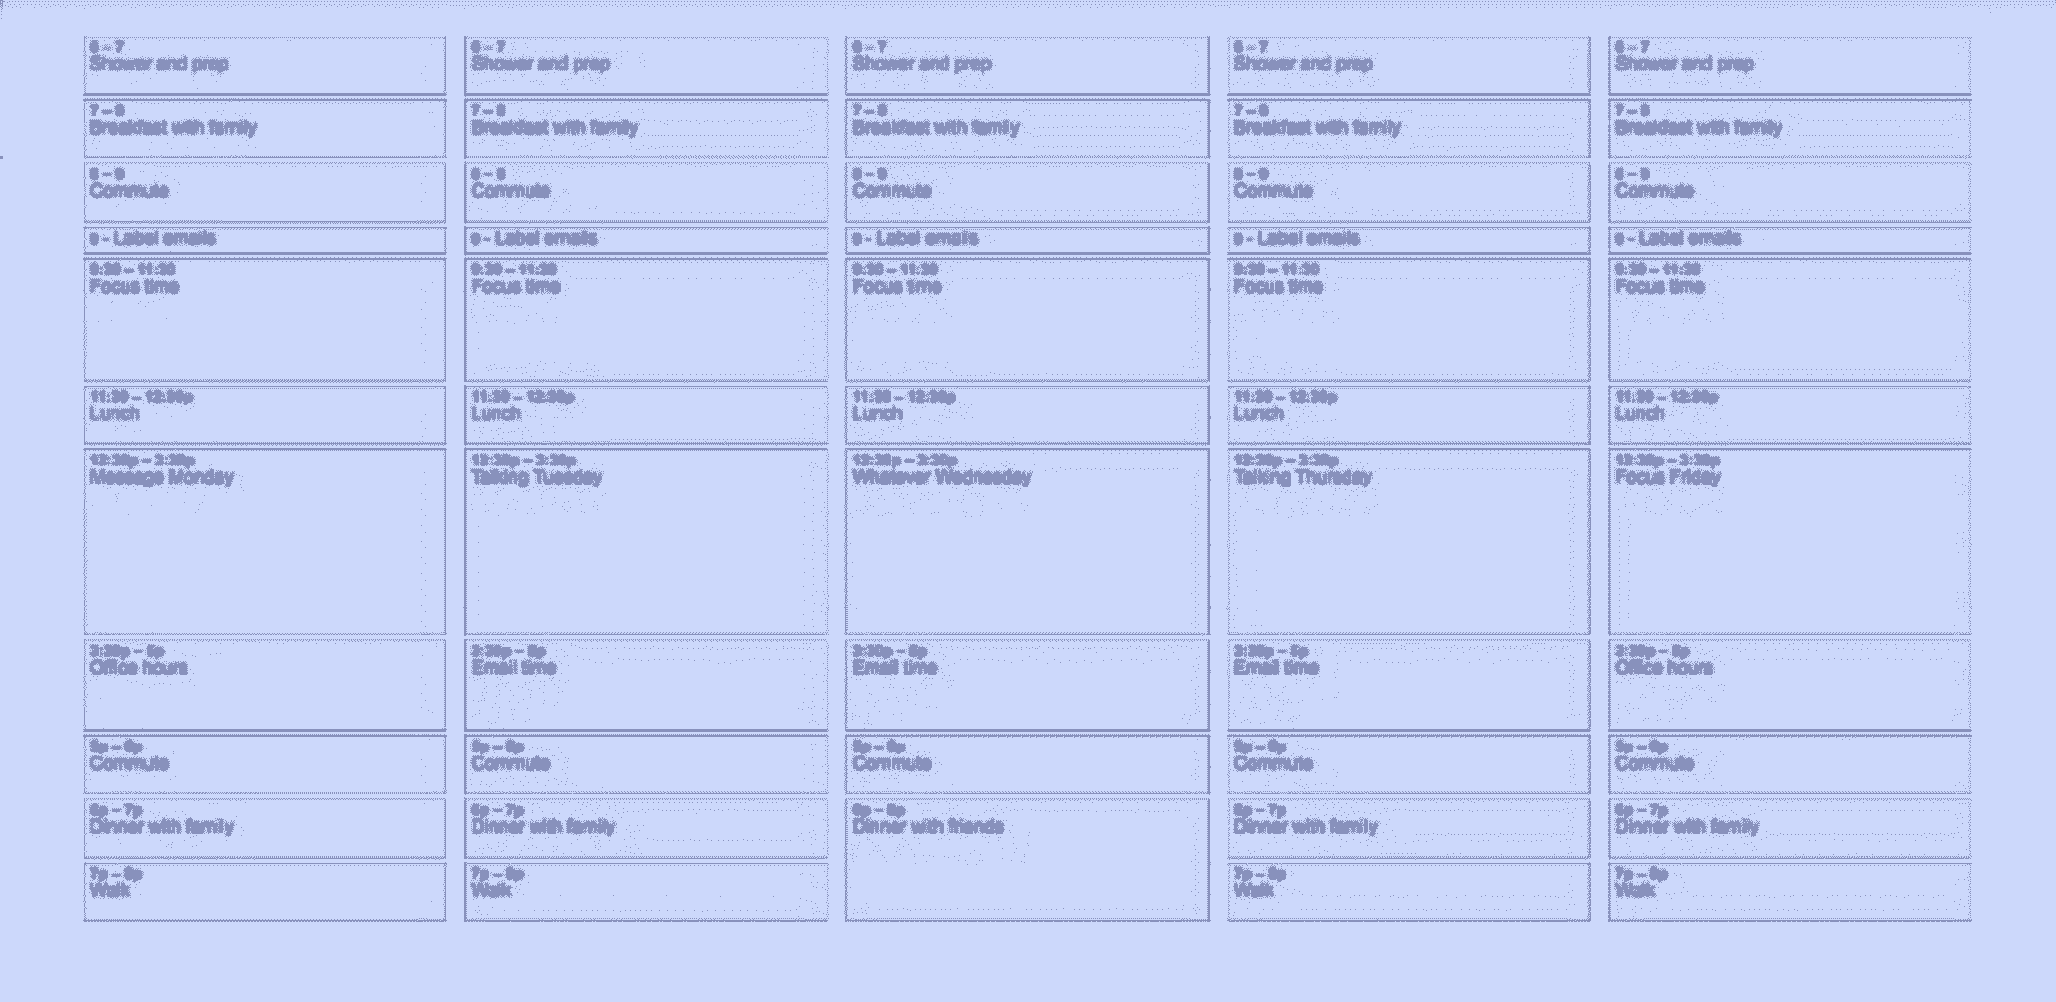 6 – 7
Shower and prep
7 – 8
Breakfast with family
8 – 9
Commute
9 - Label emails
9:30 – 11:30
Focus time
11:30 – 12:30p
Lunch
12:30p – 3:30p
Message Monday
3:30p – 5p
Office hours
5p – 6p
Commute
6p – 7p
Dinner with family
7p – 8p
Walk
6 – 7
Shower and prep
7 – 8
Breakfast with family
8 – 9
Commute
9 - Label emails
9:30 – 11:30
Focus time
11:30 – 12:30p
Lunch
12:30p – 3:30p
Talking Tuesday
3:30p – 5p
Email time
5p – 6p
Commute
6p – 7p
Dinner with family
7p – 8p
Walk
6 – 7
Shower and prep
7 – 8
Breakfast with family
8 – 9
Commute
9 - Label emails
9:30 – 11:30
Focus time
11:30 – 12:30p
Lunch
12:30p – 3:30p
Whatever Wednesday
3:30p – 5p
Email time
5p – 6p
Commute
6p – 8p
Dinner with friends
6 – 7
Shower and prep
7 – 8
Breakfast with family
8 – 9
Commute
9 - Label emails
9:30 – 11:30
Focus time
11:30 – 12:30p
Lunch
12:30p – 3:30p
Talking Thursday
3:30p – 5p
Email time
5p – 6p
Commute
6p – 7p
Dinner with family
7p – 8p
Walk
6 – 7
Shower and prep
7 – 8
Breakfast with family
8 – 9
Commute
9 - Label emails
9:30 – 11:30
Focus time
11:30 – 12:30p
Lunch
12:30p – 3:30p
Focus Friday
3:30p – 5p
Office hours
5p – 6p
Commute
6p – 7p
Dinner with family
7p – 8p
Walk